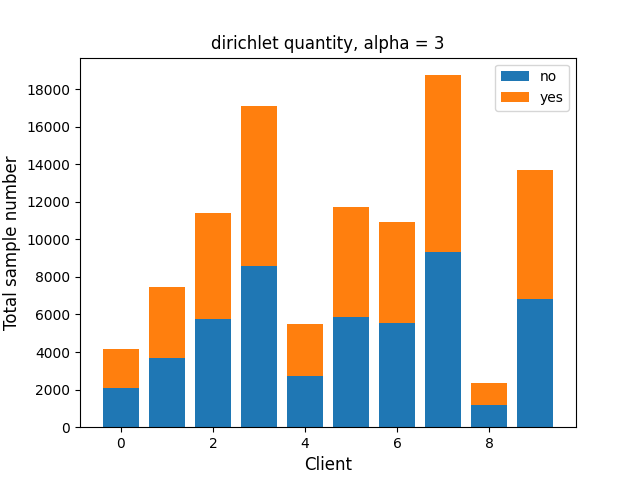 dirichlet quantity, alpha = 3
no
yes
Total sample number
18000
16000
14000
12000
10000
8000
6000
4000
2000
0
0 2 4 6 8
Client